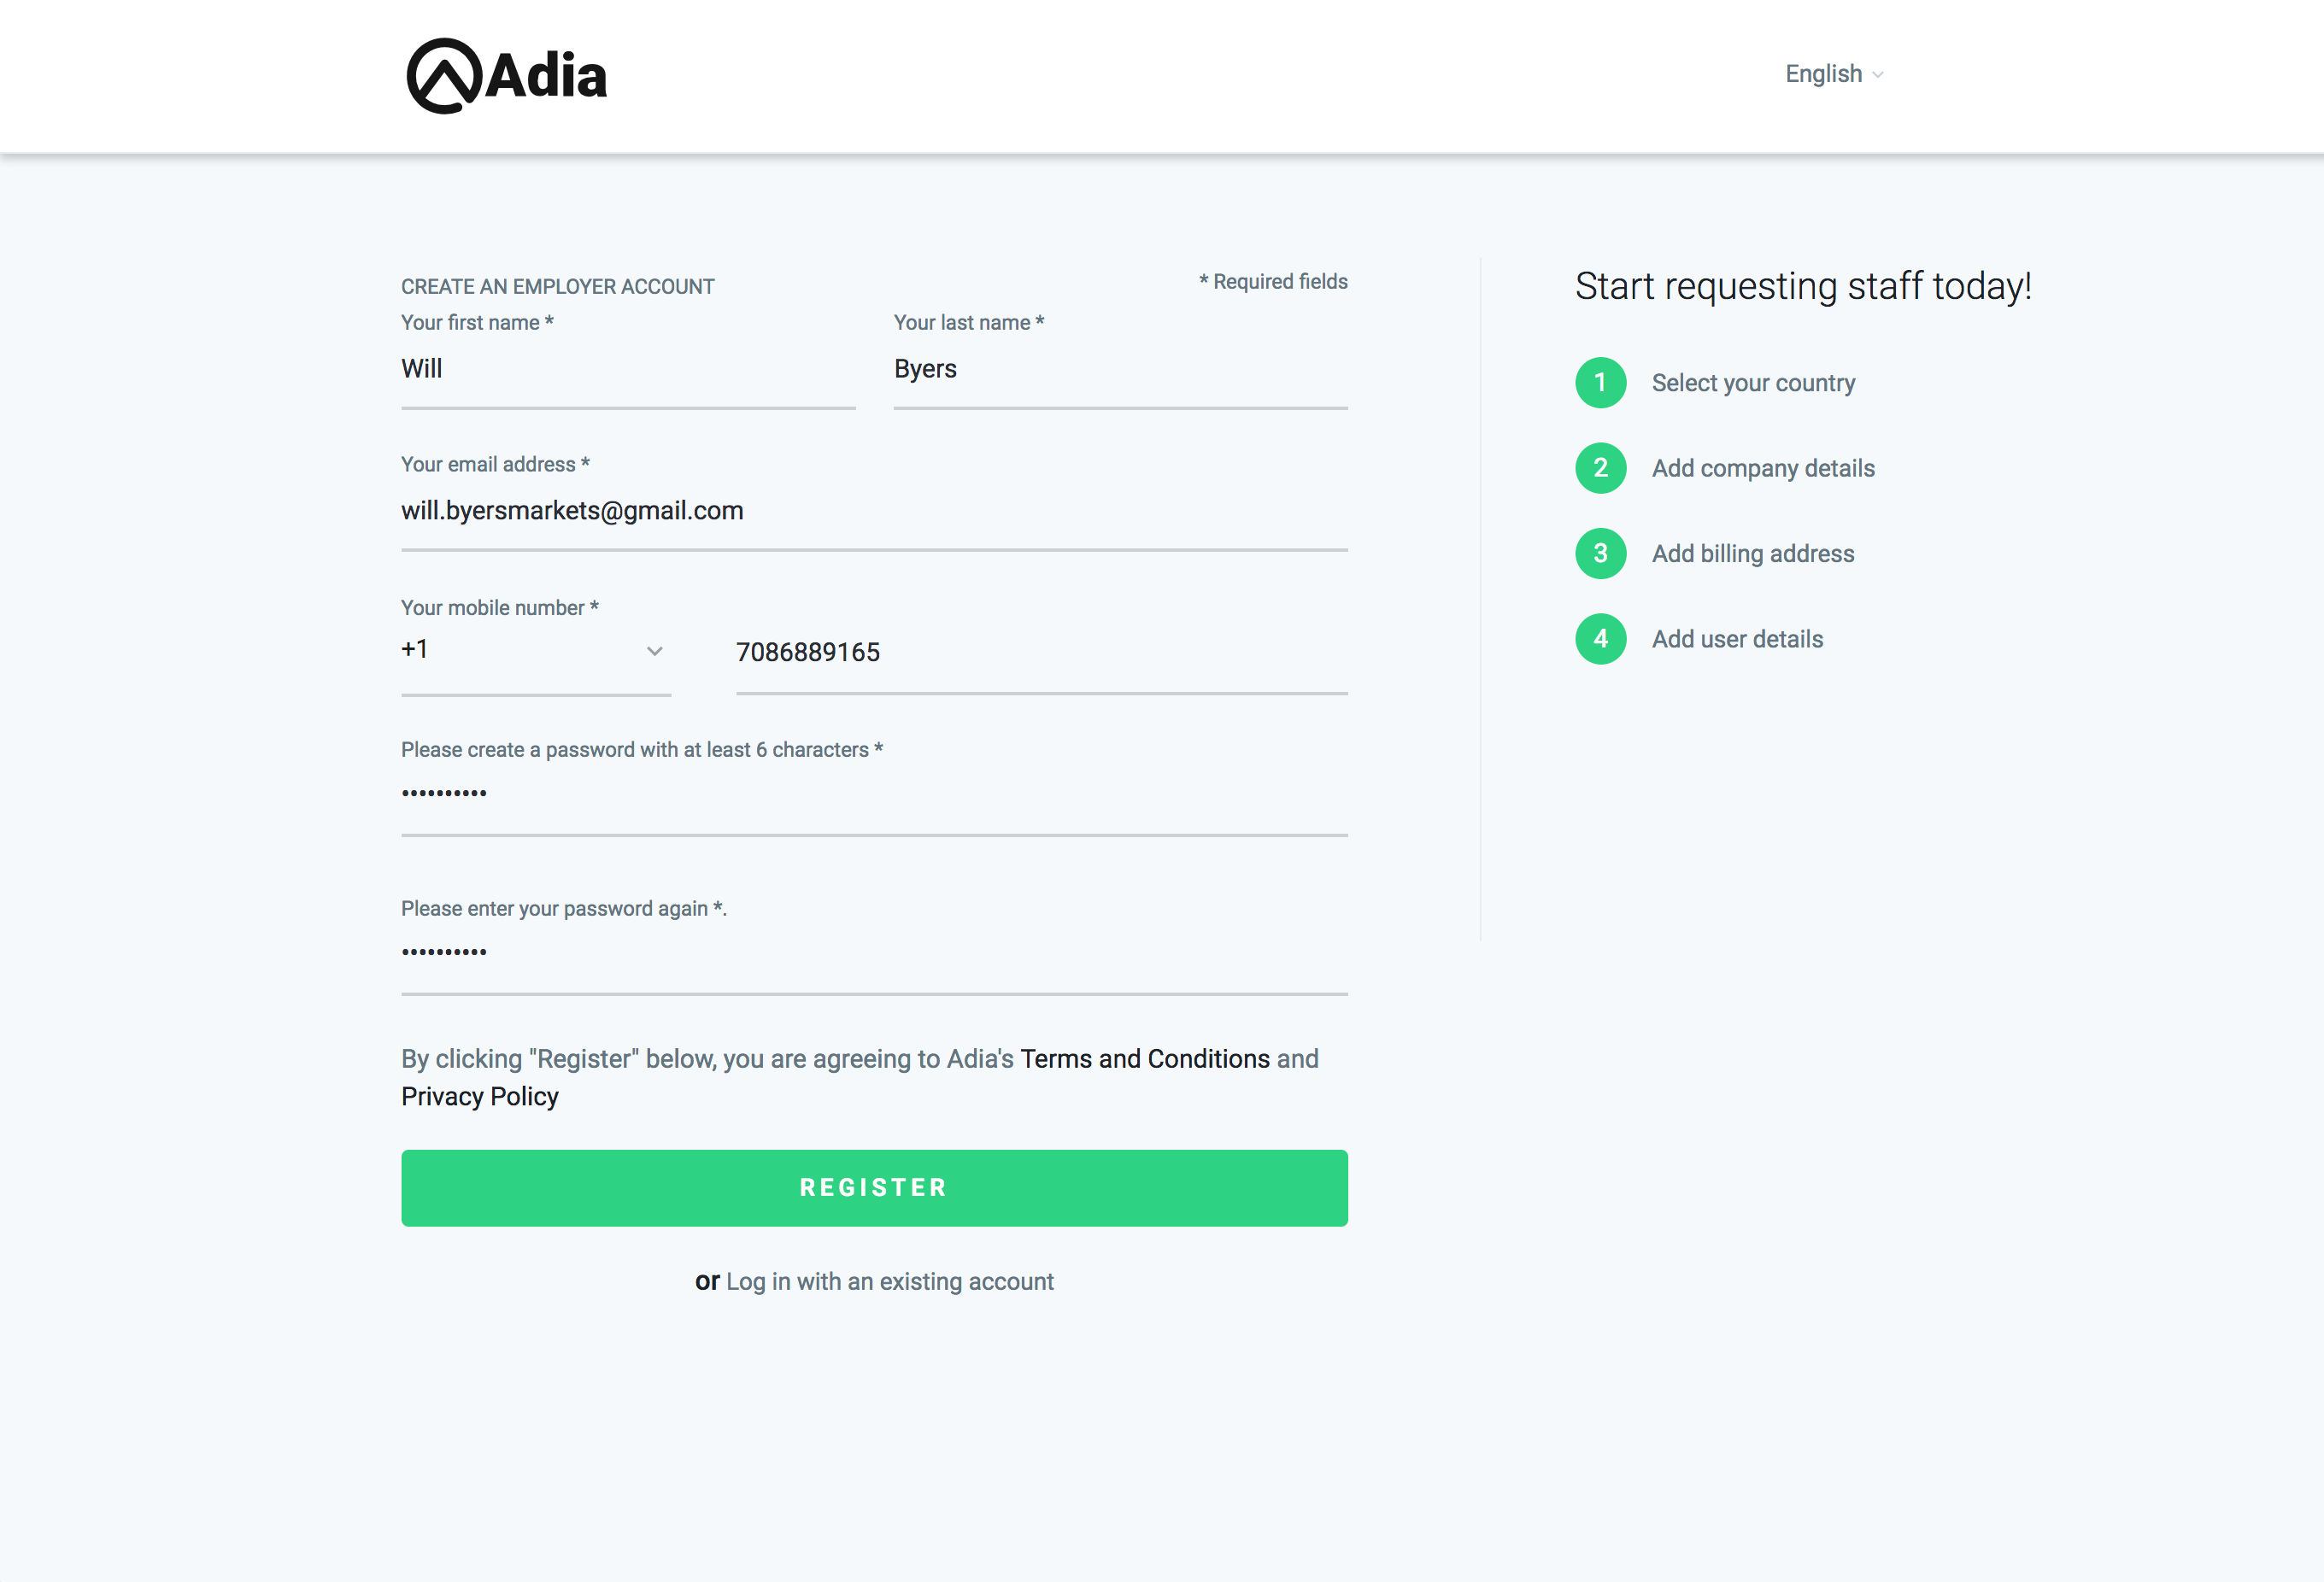 Adia
English
CREATE AN EMPLOYER ACCOUNT
* Required fields
Your first name *
Your last name *
Will
Byers
Your email address *
will.byersmarkets@gmail.com
Your mobile number *
+1
7086889165
Please create a password with at least 6 characters *
••••••••••
Please enter your password again *.
••••••••••
By clicking "Register" below, you are agreeing to Adia's Terms and Conditions and
Privacy Policy
REGISTER
or Log in with an existing account
Start requesting staff today!
1 Select your country
2 Add company details
3 Add billing address
4 Add user details